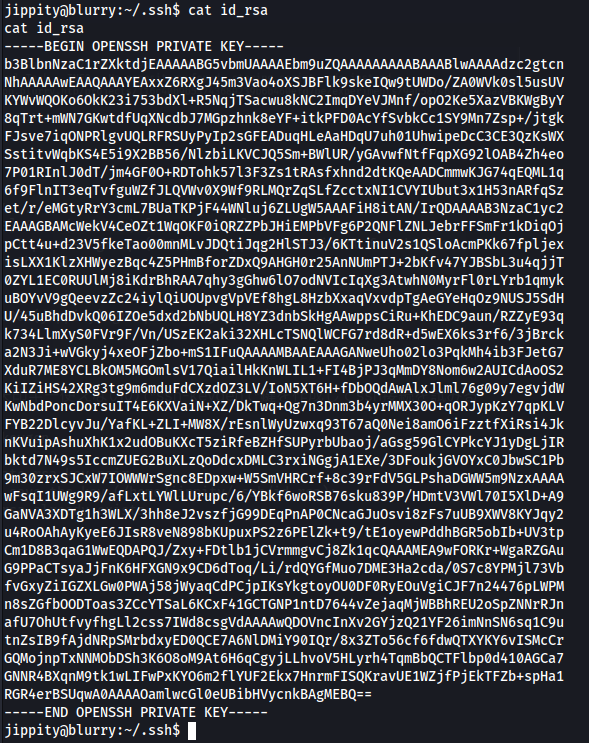 jippity@blurry:~/.ssh$ cat id_rsa
cat id_rsa
-----BEGIN OPENSSH PRIVATE KEY-----
b3BlbnNzaC1rZXktdjEAAAAABG5vbmUAAAAEbm9uZQAAAAAAAAABAAABlwAAAAdzc2gtcn
NhAAAAAwEAAQAAAYEAxxZ6RXgJ45m3Vao4oXSJBFlk9skeIQw9tUWDo/ZA0WVk0sl5usUV
KYWvWQOKo6OkK23i753bdXl+R5NqjTSacwu8kNC2ImqDYeVJMnf/opO2Ke5XazVBKWgByY
8qTrt+mWN7GKwtdfUqXNcdbJ7MGpzhnk8eYF+itkPFD0AcYfSvbkCc1SY9Mn7Zsp+/jtgk
FJsve7iqONPRlgvUQLRFRSUyPyIp2sGFEADuqHLeAaHDqU7uh01UhwipeDcC3CE3QzKsWX
SstitvWqbKS4E5i9X2BB56/NlzbiLKVCJQ5Sm+BWlUR/yGAvwfNtfFqpXG92lOAB4Zh4eo
7P01RInlJ0dT/jm4GF0O+RDTohk57l3F3Zs1tRAsfxhnd2dtKQeAADCmmwKJG74qEQML1q
6f9FlnIT3eqTvfguWZfJLQVWv0X9Wf9RLMQrZqSLfZcctxNI1CVYIUbut3x1H53nARfqSz
et/r/eMGtyRrY3cmL7BUaTKPjF44WNluj6ZLUgW5AAAFiH8itAN/IrQDAAAAB3NzaC1yc2
EAAAGBAMcWekV4CeOZt1WqOKF0iQRZZPbJHiEMPbVFg6P2QNFlZNLJebrFFSmFr1kDiqOj
pCtt4u+d23V5fkeTao00mnMLvJDQtiJqg2HlSTJ3/6KTtinuV2s1QSloAcmPKk67fpljex
isLXX1KlzXHWyezBqc4Z5PHmBforZDxQ9AHGH0r25AnNUmPTJ+2bKfv47YJBSbL3u4qjjT
0ZYL1EC0RUUlMj8iKdrBhRAA7qhy3gGhw6lO7odNVIcIqXg3AtwhN0MyrFl0rLYrb1qmyk
uBOYvV9gQeevzZc24iylQiUOUpvgVpVEf8hgL8HzbXxaqVxvdpTgAeGYeHqOz9NUSJ5SdH
U/45uBhdDvkQ06IZOe5dxd2bNbUQLH8YZ3dnbSkHgAAwppsCiRu+KhEDC9aun/RZZyE93q
k734LlmXyS0FVr9F/Vn/USzEK2aki32XHLcTSNQlWCFG7rd8dR+d5wEX6ks3rf6/3jBrck
a2N3Ji+wVGkyj4xeOFjZbo+mS1IFuQAAAAMBAAEAAAGANweUho02lo3PqkMh4ib3FJetG7
XduR7ME8YCLBkOM5MGOmlsV17QiailHkKnWLIL1+FI4BjPJ3qMmDY8Nom6w2AUICdAoOS2
KiIZiHS42XRg3tg9m6mduFdCXzdOZ3LV/IoN5XT6H+fDbOQdAwAlxJlml76g09y7egvjdW
KwNbdPoncDorsuIT4E6KXVaiN+XZ/DkTwq+Qg7n3Dnm3b4yrMMX30O+qORJypKzY7qpKLV
FYB22DlcyvJu/YafKL+ZLI+MW8X/rEsnlWyUzwxq93T67aQ0Nei8amO6iFzztfXiRsi4Jk
nKVuipAshuXhK1x2udOBuKXcT5ziRfeBZHfSUPyrbUbaoj/aGsg59GlCYPkcYJ1yDgLjIR
bktd7N49s5IccmZUEG2BuXLzQoDdcxDMLC3rxiNGgjA1EXe/3DFoukjGVOYxC0JbwSC1Pb
9m30zrxSJCxW7IOWWWrSgnc8EDpxw+W5SmVHRCrf+8c39rFdV5GLPshaDGWW5m9NzxAAAA
wFsqI1UWg9R9/afLxtLYWlLUrupc/6/YBkf6woRSB76sku839P/HDmtV3VWl70I5XlD+A9
GaNVA3XDTg1h3WLX/3hh8eJ2vszfjG99DEqPnAP0CNcaGJuOsvi8zFs7uUB9XWV8KYJqy2
u4RoOAhAyKyeE6JIsR8veN898bKUpuxPS2z6PElZk+t9/tE1oyewPddhBGR5obIb+UV3tp
Cm1D8B3qaG1WwEQDAPQJ/Zxy+FDtlb1jCVrmmgvCj8Zk1qcQAAAMEA9wFORKr+WgaRZGAu
G9PPaCTsyaJjFnK6HFXGN9x9CD6dToq/Li/rdQYGfMuo7DME3Ha2cda/0S7c8YPMjl73Vb
fvGxyZiIGZXLGw0PWAj58jWyaqCdPCjpIKsYkgtoyOU0DF0RyEOuVgiCJF7n24476pLWPM
n8sZGfbOODToas3ZCcYTSaL6KCxF41GCTGNP1ntD7644vZejaqMjWBBhREU2oSpZNNrRJn
afU7OhUtfvyfhgLl2css7IWd8csgVdAAAAwQDOVncInXv2GYjzQ21YF26imNnSN6sq1C9u
tnZsIB9fAjdNRpSMrbdxyED0QCE7A6NlDMiY90IQr/8x3ZTo56cf6fdwQTXYKY6vISMcCr
GQMojnpTxNNMObDSh3K6O8oM9At6H6qCgyjLLhvoV5HLyrh4TqmBbQCTFlbp0d410AGCa7
GNNR4BXqnM9tk1wLIFwPxKYO6m2flYUF2Ekx7HnrmFISQKravUE1WZjfPjEkTFZb+spHa1
RGR4erBSUqwA0AAAAOamlwcGl0eUBibHVycnkBAgMEBQ==
-----END OPENSSH PRIVATE KEY-----
jippity@blurry:~/.ssh$